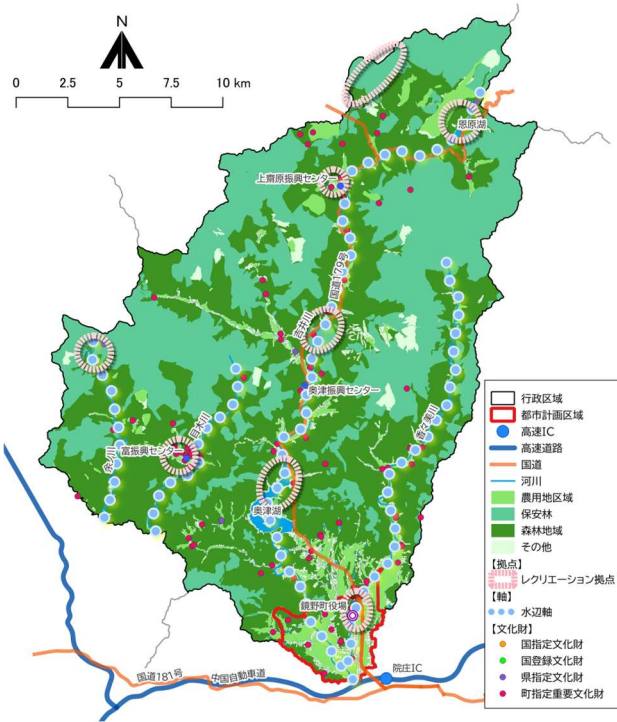 N
0 2.5 5 7.5 10 km
恩原湖
上齋原振興センター
国道179号
吉井川
奥津振興センター
香々美川
目木川
余川
富振興センター
奥津湖
鏡野町役場
院庄IC
国道181号
中国自動車道
行政区域
都市計画区域
高速IC
高速道路
国道
河川
農用地区域
保安林
森林地域
その他
【拠点】
レクリエーション拠点
【軸】
水辺軸
【文化財】
国指定文化財
国登録文化財
県指定文化財
町指定重要文化財